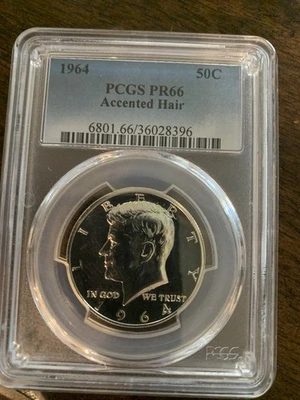 1964 50C
PCGS PR66
Accented Hair
6801.66/36028396
LIBERTY
IN GOD WE TRUST
1964
PCGS